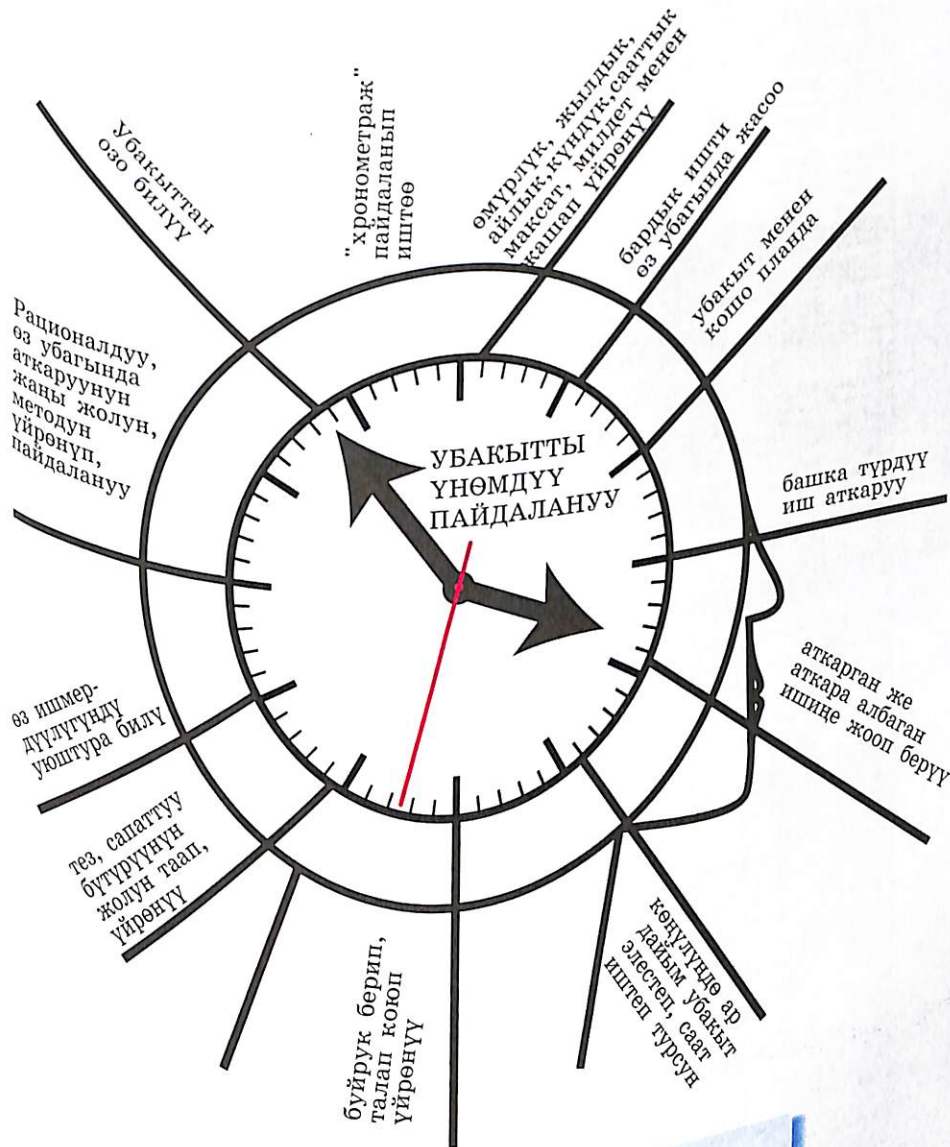 УБАКЫТТЫ
ҮНӨМДҮҮ
ПАЙДАЛАНУУ
"хронометраж"
пайдаланып
иштөө
өмүрлүк, жылдык,
айлык,күндүк,сааттык
максат, милдет менен
жашап үйрөнүү
бардык ишти
өз убагында жасоо
убакыт менен
кошо планда
башка түрдүү
иш аткаруу
аткарган же
аткара албаган
ишиңе жооп берүү
көңүлүңдө ар
дайым убакыт
элестеп, саат
иштеп турсун
буйрук берип,
талап коюп
үйрөнүү
тез, сапаттуу
бүтүрүүнүн
жолун таап,
үйрөнүү
өз ишмер-
дүүлүгүңдү
уюштура билү
Рационалдуу,
өз убагында
аткаруунун
жаңы жолун,
методун
үйрөнүп,
пайдалануу
Убакыттан
озо билүү